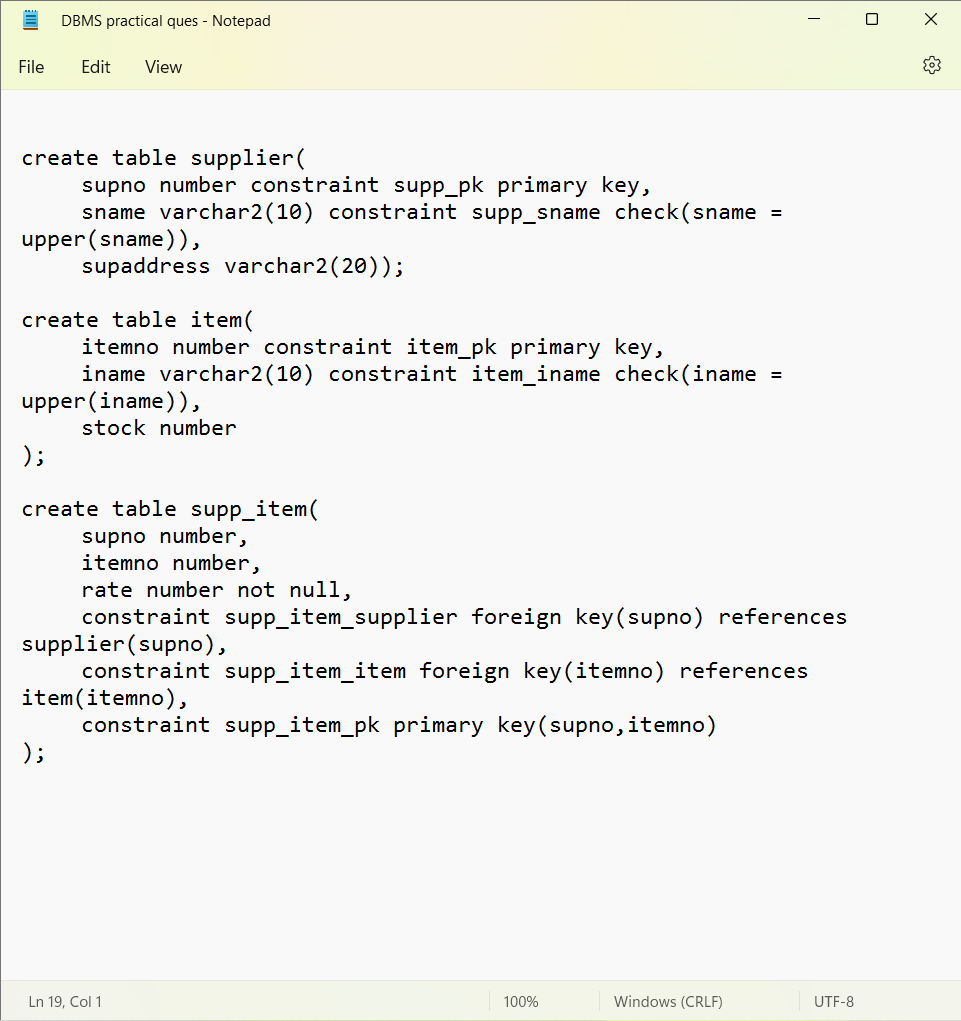 DBMS practical ques - Notepad
File Edit View
create table supplier(
supno number constraint supp_pk primary key,
sname varchar2(10) constraint supp_sname check(sname =
upper(sname)),
supaddress varchar2(20));
create table item(
itemno number constraint item_pk primary key,
iname varchar2(10) constraint item_iname check(iname =
upper(iname)),
stock number
);
create table supp_item(
supno number,
itemno number,
rate number not null,
constraint supp_item_supplier foreign key(supno) references
supplier(supno),
constraint supp_item_item foreign key(itemno) references
item(itemno),
constraint supp_item_pk primary key(supno,itemno)
);
Ln 19, Col 1 100% Windows (CRLF) UTF-8